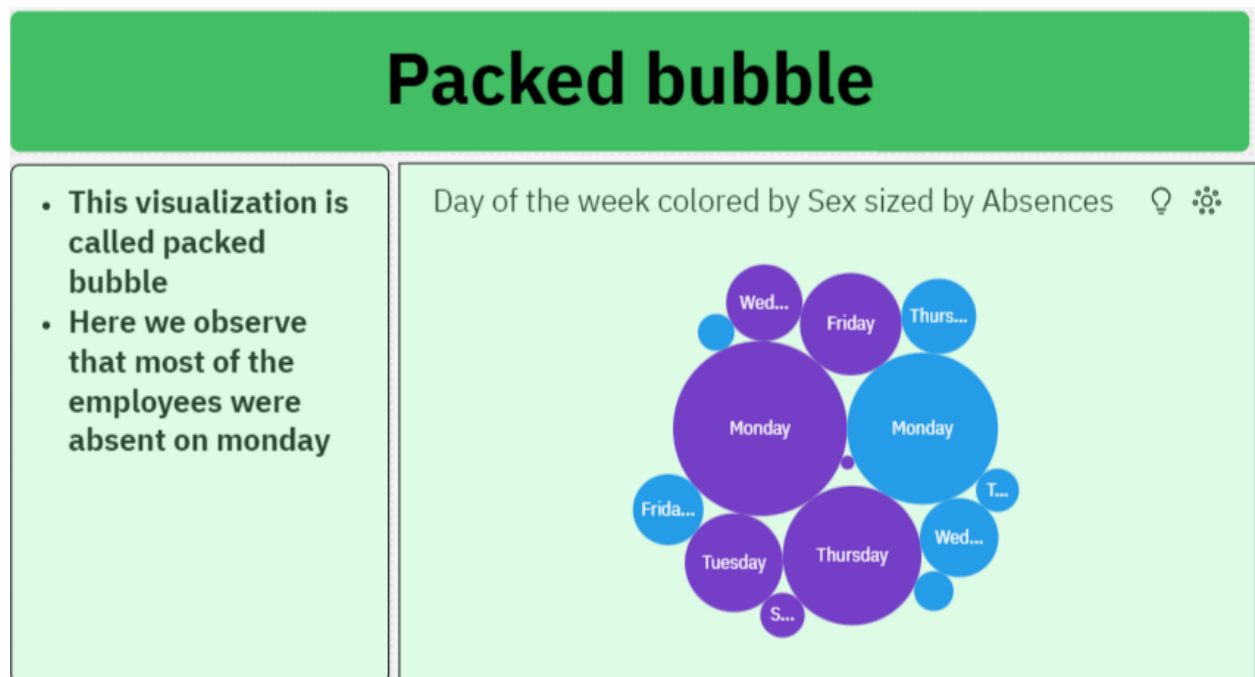 Packed bubble
• This visualization is
called packed
bubble
• Here we observe
that most of the
employees were
absent on monday
Day of the week colored by Sex sized by Absences
Wed...
Friday
Thurs...
Monday
Monday
T...
Frida...
Wed...
Tuesday
Thursday
S...